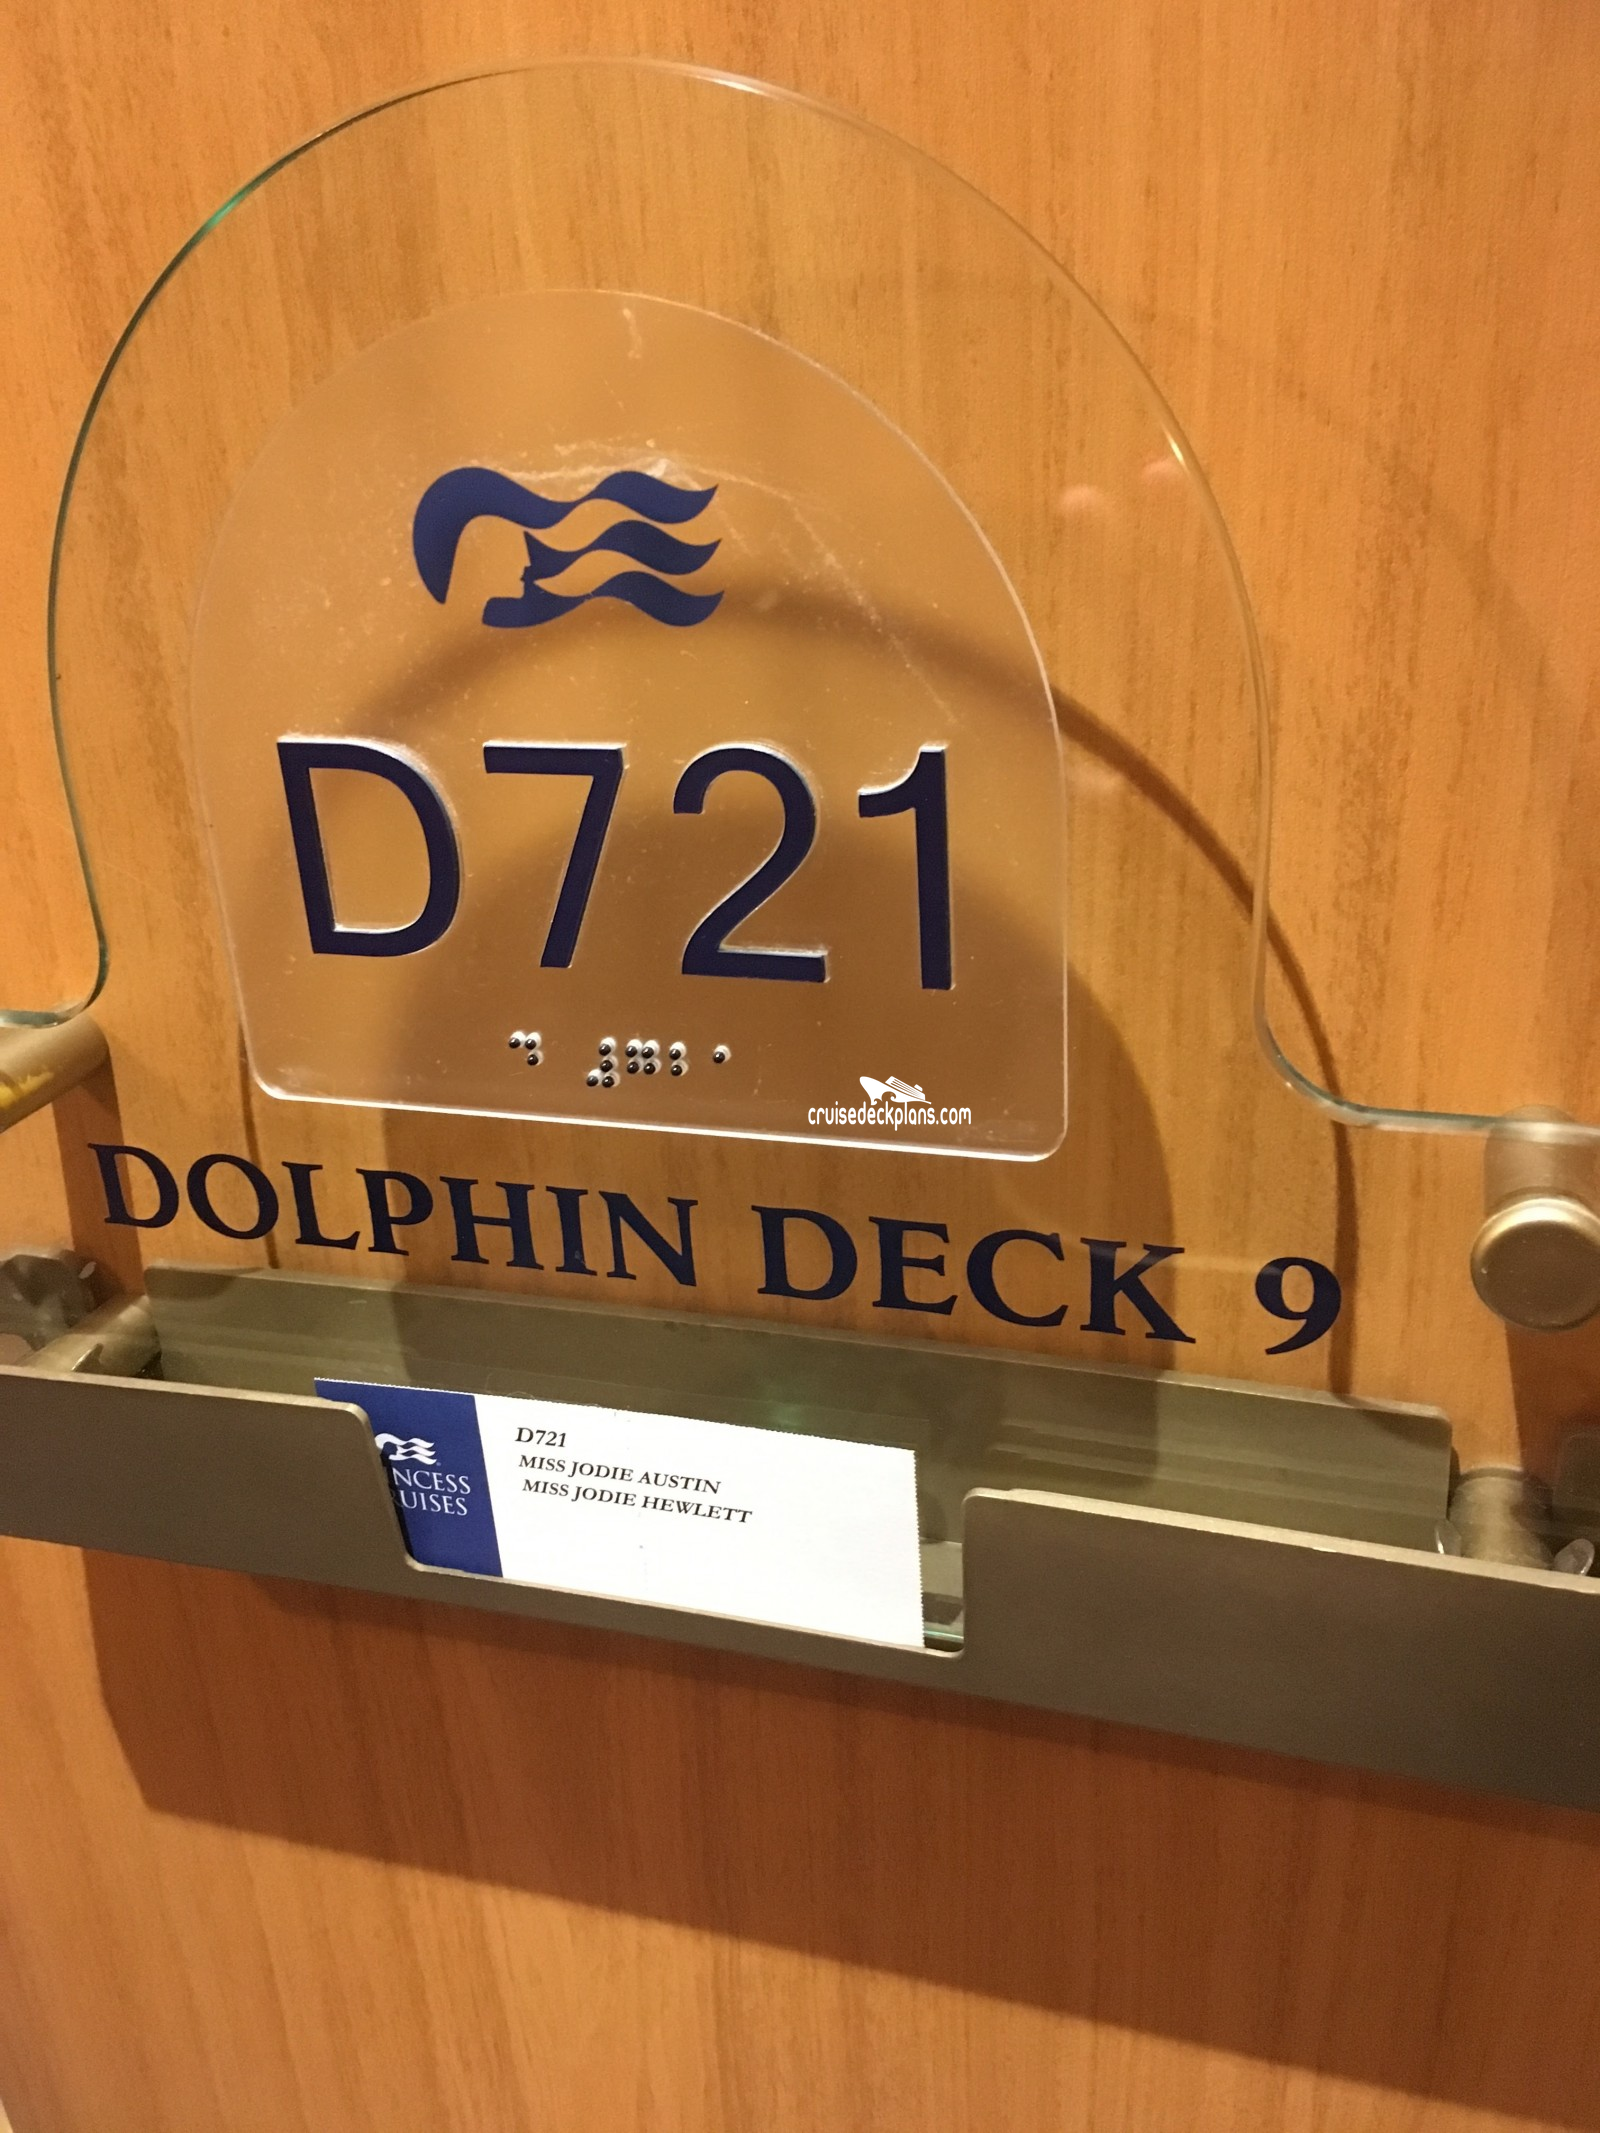 D721
⠙ ⠼⠛⠃⠁
cruisedeckplans.com
DOLPHIN DECK 9
D721
MISS JODIE AUSTIN
MISS JODIE HEWLETT
NCESS
UISES